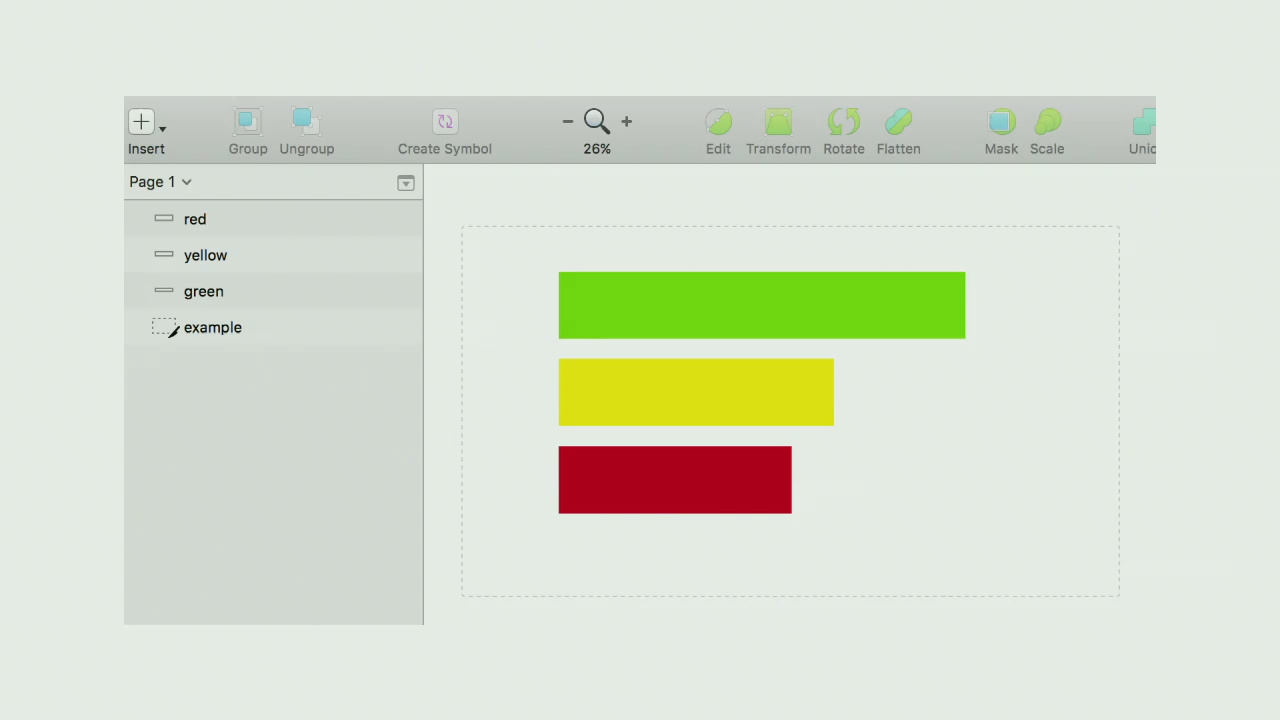 Insert Group Ungroup Create Symbol 26% Edit Transform Rotate Flatten Mask Scale
Page 1
red
yellow
green
example